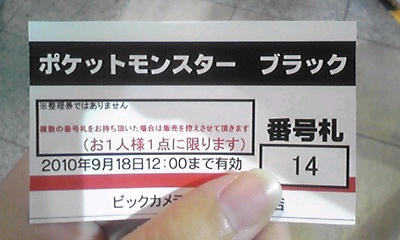 ポケットモンスター ブラック
※整理券ではありません
複数の番号札をお持ち頂いた場合は販売を控えさせて頂きます
(お1人様1点に限ります)
2010年9月18日12:00まで有効
番号札
14
ビックカメラ